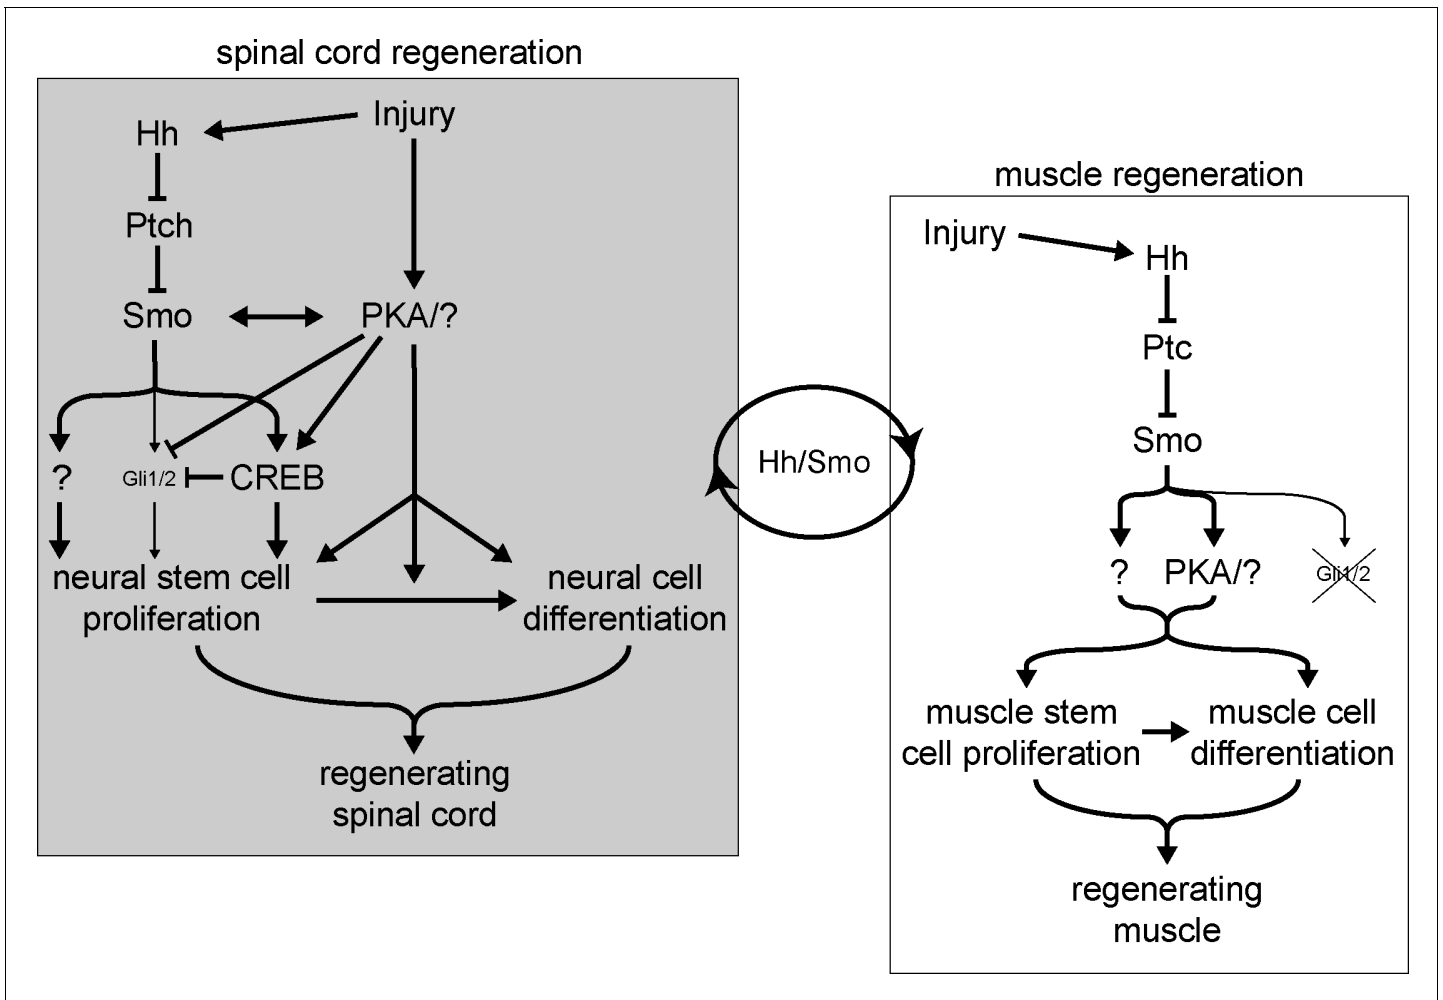 spinal cord regeneration
Injury
Hh
Ptch
Smo
PKA/?
?
Gli1/2
CREB
neural stem cell
proliferation
neural cell
differentiation
regenerating
spinal cord
Hh/Smo
muscle regeneration
Injury
Hh
Ptc
Smo
?
PKA/?
Gli1/2
muscle stem
cell proliferation
muscle cell
differentiation
regenerating
muscle